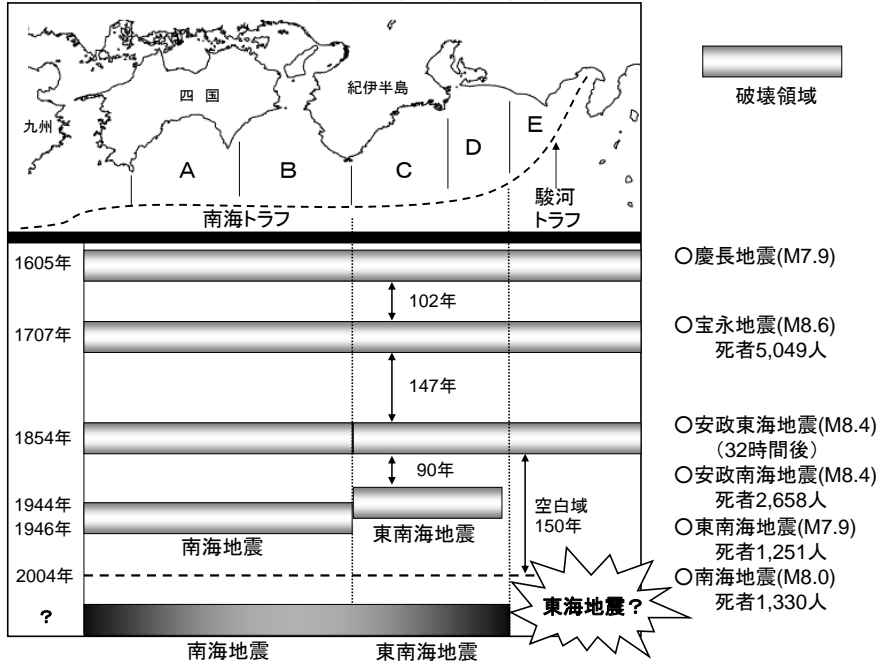 九州
四 国
紀伊半島
A
B
C
D
E
南海トラフ
駿河
トラフ
破壊領域
1605年
○慶長地震(M7.9)
102年
1707年
○宝永地震(M8.6)
死者5,049人
147年
1854年
○安政東海地震(M8.4)
(32時間後)
○安政南海地震(M8.4)
死者2,658人
90年
空白域
150年
1944年
1946年
南海地震
東南海地震
○東南海地震(M7.9)
死者1,251人
2004年
○南海地震(M8.0)
死者1,330人
?
東海地震?
南海地震
東南海地震